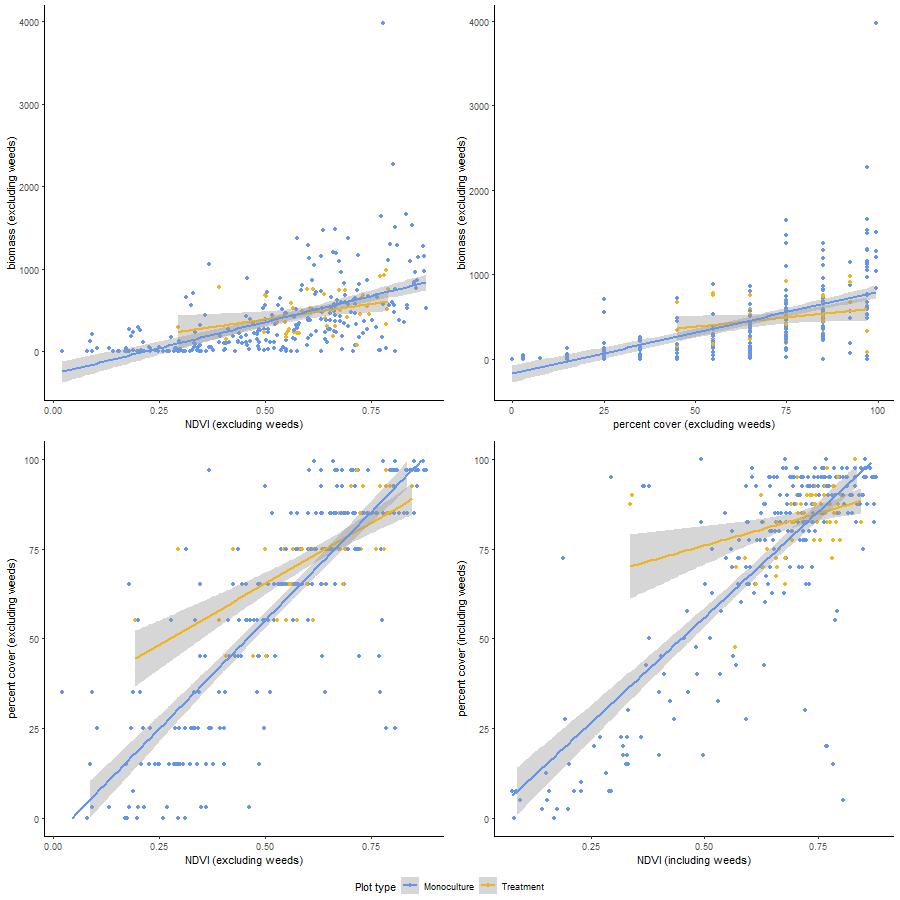 4000
3000
2000
1000
0
biomass (excluding weeds)
0.00 0.25 0.50 0.75
NDVI (excluding weeds)
4000
3000
2000
1000
0
biomass (excluding weeds)
0 25 50 75 100
percent cover (excluding weeds)
100
75
50
25
0
percent cover (excluding weeds)
0.00 0.25 0.50 0.75
NDVI (excluding weeds)
100
75
50
25
0
percent cover (including weeds)
0.25 0.50 0.75
NDVI (including weeds)
Plot type Monoculture Treatment